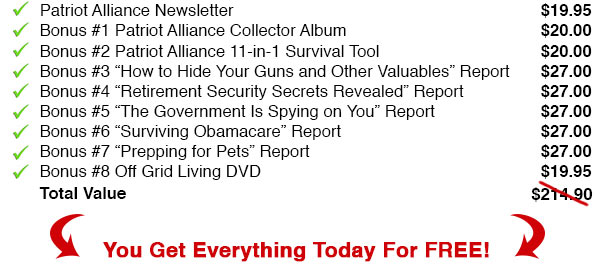 Patriot Alliance Newsletter $19.95
Bonus #1 Patriot Alliance Collector Album $20.00
Bonus #2 Patriot Alliance 11-in-1 Survival Tool $20.00
Bonus #3 “How to Hide Your Guns and Other Valuables” Report $27.00
Bonus #4 “Retirement Security Secrets Revealed” Report $27.00
Bonus #5 “The Government Is Spying on You” Report $27.00
Bonus #6 “Surviving Obamacare” Report $27.00
Bonus #7 “Prepping for Pets” Report $27.00
Bonus #8 Off Grid Living DVD $19.95
Total Value $214.90
You Get Everything Today For FREE!